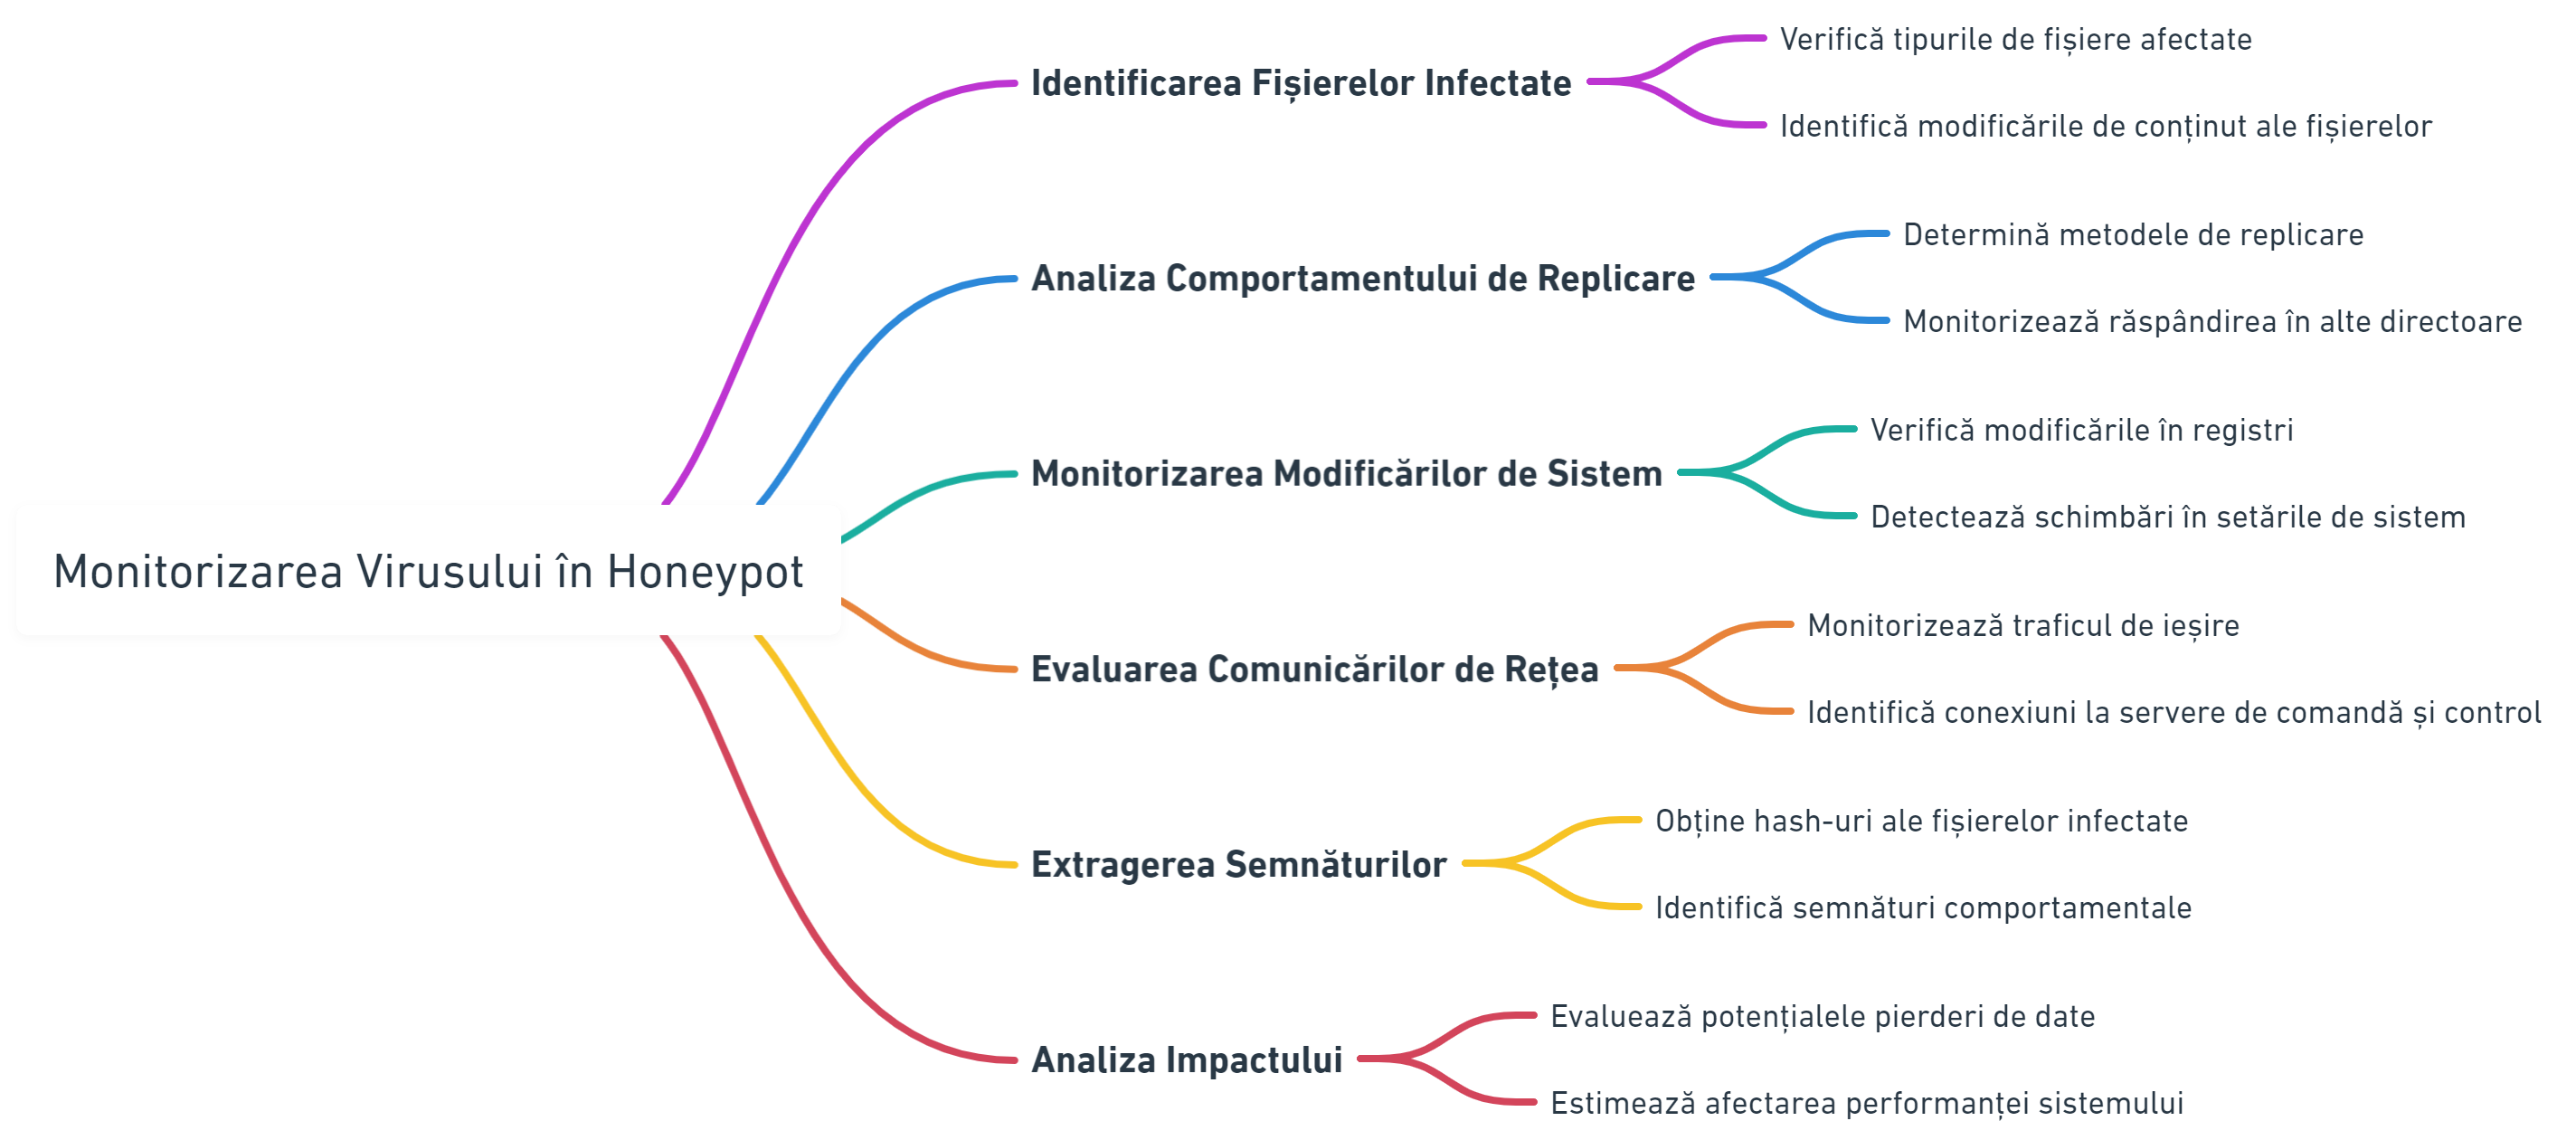 Monitorizarea Virusului în Honeypot
Identificarea Fișierelor Infectate
Verifică tipurile de fișiere afectate
Identifică modificările de conținut ale fișierelor
Analiza Comportamentului de Replicare
Determină metodele de replicare
Monitorizează răspândirea în alte directoare
Monitorizarea Modificărilor de Sistem
Verifică modificările în registri
Detectează schimbări în setările de sistem
Evaluarea Comunicărilor de Rețea
Monitorizează traficul de ieșire
Identifică conexiuni la servere de comandă și control
Extragerea Semnăturilor
Obține hash-uri ale fișierelor infectate
Identifică semnături comportamentale
Analiza Impactului
Evaluează potențialele pierderi de date
Estimează afectarea performanței sistemului